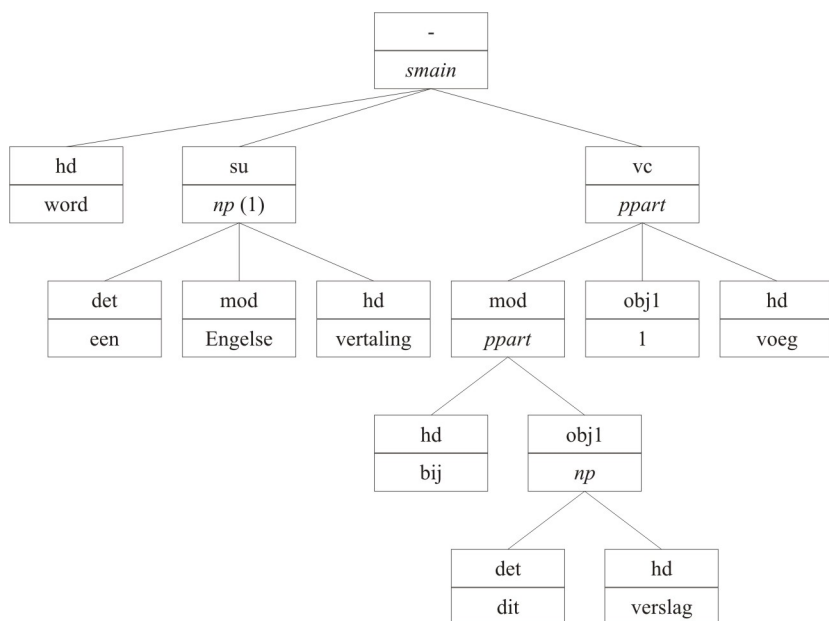 -
smain
hd su vc
word np (1) ppart
det mod hd mod obj1 hd
een Engelse vertaling ppart 1 voeg
hd obj1
bij np
det hd
dit verslag